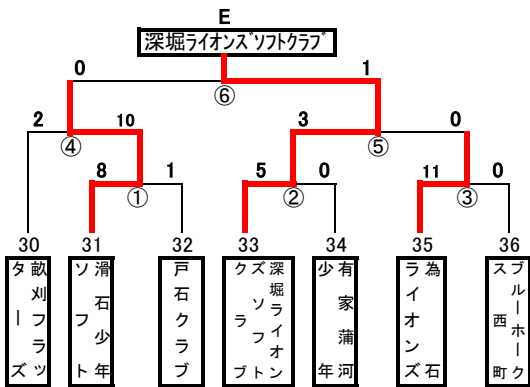 E
深堀ライオンズソフトクラブ
0 1
⑥
2 10 3 0
④ ⑤
8 1 5 0 11 0
① ② ③
30 31 32 33 34 35 36
畝刈フラッターズ
滑石少年ソフト
戸石クラブ
深堀ライオンズソフトクラブ
有家蒲河少年
為石ライオンズ
ブルーホークス西町